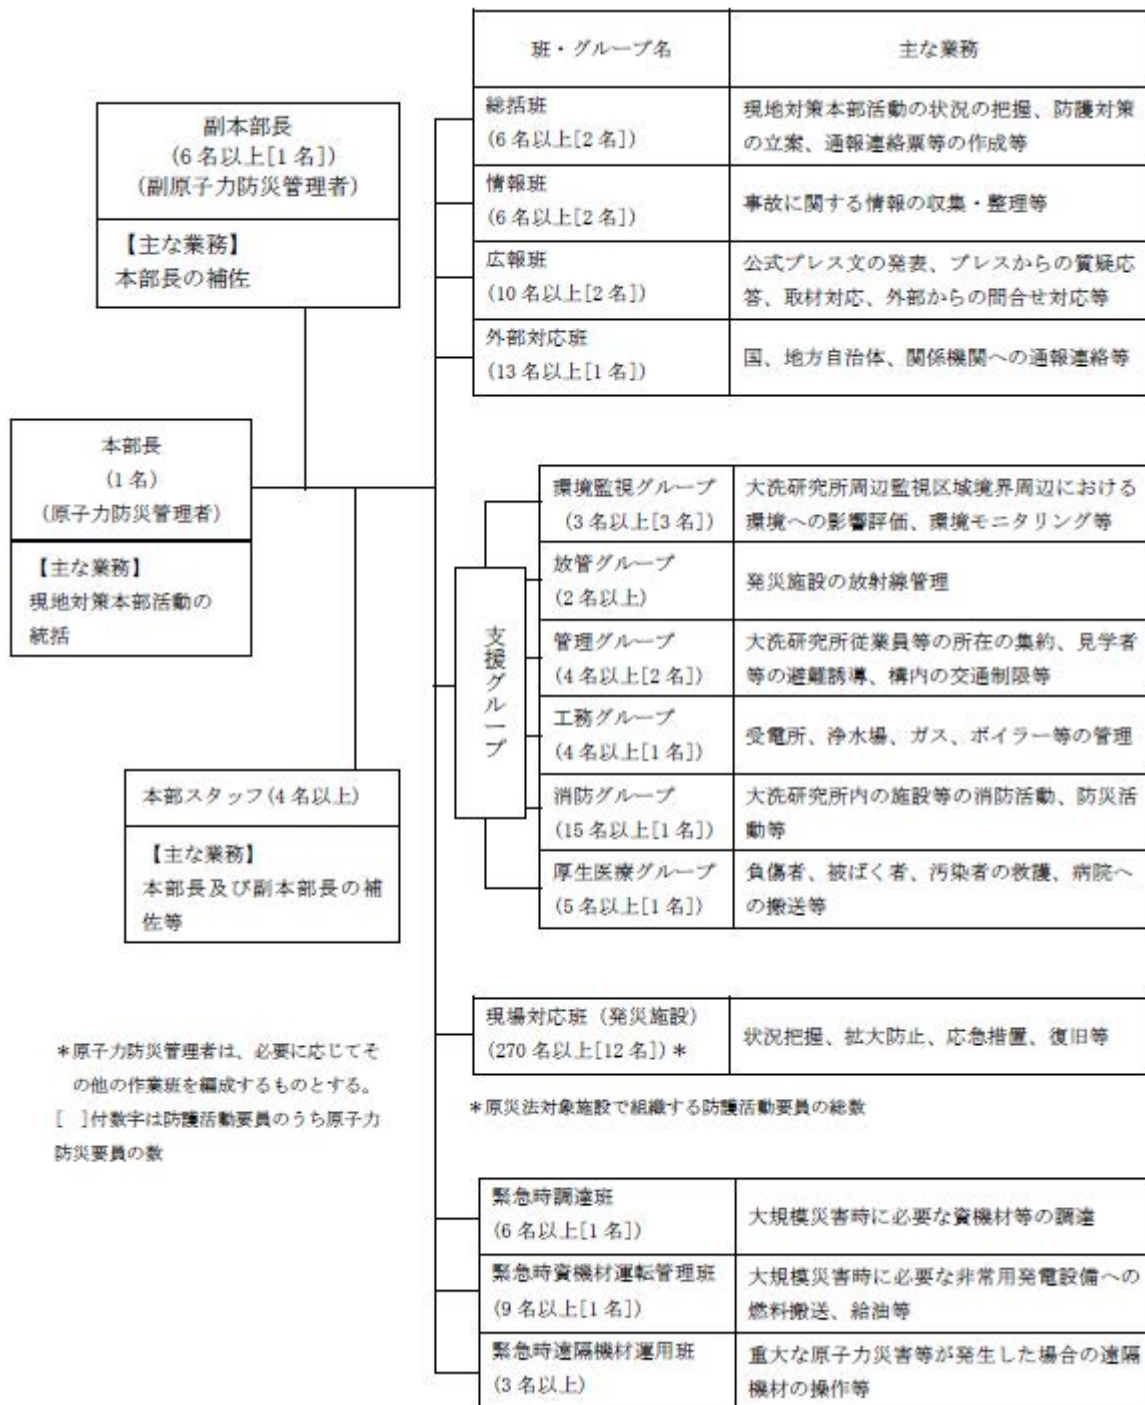 班・グループ名
主な業務
総括班
(6名以上[2名])
現地対策本部活動の状況の把握、防護対策
の立案、通報連絡票等の作成等
情報班
(6名以上[2名])
事故に関する情報の収集・整理等
広報班
(10名以上[2名])
公式プレス文の発表、プレスからの質疑応
答、取材対応、外部からの問合せ対応等
外部対応班
(13名以上[1名])
国、地方自治体、関係機関への通報連絡等
副本部長
(6名以上[1名])
(副原子力防災管理者)
【主な業務】
本部長の補佐
本部長
(1名)
(原子力防災管理者)
【主な業務】
現地対策本部活動の
統括
支援グループ
環境監視グループ
(3名以上[3名])
大洗研究所周辺監視区域境界周辺における
環境への影響評価、環境モニタリング等
放管グループ
(2名以上)
発災施設の放射線管理
管理グループ
(4名以上[2名])
大洗研究所従業員等の所在の集約、見学者
等の避難誘導、構内の交通制限等
工務グループ
(4名以上[1名])
受電所、浄水場、ガス、ボイラー等の管理
消防グループ
(15名以上[1名])
大洗研究所内の施設等の消防活動、防災活
動等
厚生医療グループ
(5名以上[1名])
負傷者、被ばく者、汚染者の救護、病院へ
の搬送等
本部スタッフ(4名以上)
【主な業務】
本部長及び副本部長の補
佐等
現場対応班（発災施設）
(270名以上[12名])＊
状況把握、拡大防止、応急措置、復旧等
＊原災法対象施設で組織する防護活動要員の総数
＊原子力防災管理者は、必要に応じてそ
の他の作業班を編成するものとする。
[　]付数字は防護活動要員のうち原子力
防災要員の数
緊急時調達班
(6名以上[1名])
大規模災害時に必要な資機材等の調達
緊急時資機材運転管理班
(9名以上[1名])
大規模災害時に必要な非常用発電設備への
燃料搬送、給油等
緊急時遠隔機材運用班
(3名以上)
重大な原子力災害等が発生した場合の遠隔
機材の操作等